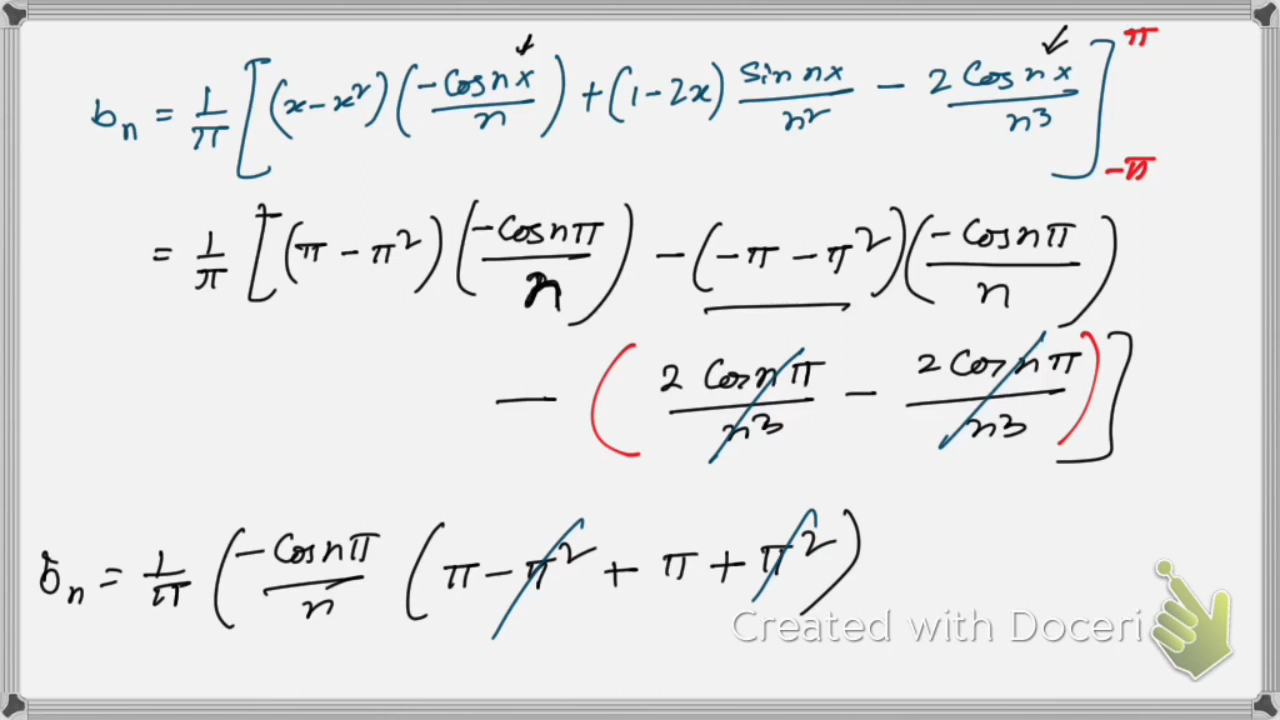 bₙ = 1/π [(x-x²)(-Cos nx/n) + (1-2x) Sin nx/n² - 2 Cos nx/n³]
π
-π
= 1/π [(π - π²)(-Cos nπ/n) - (-π - π²)(-Cos nπ/n)
- (2 Cos nπ/n³ - 2 Cos nπ/n³)]
bₙ = 1/π (-Cos nπ/n (π - π² + π + π²)
Created with Doceri